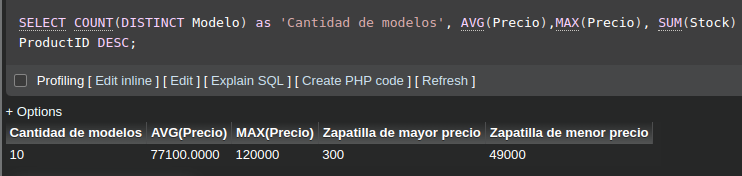 SELECT COUNT(DISTINCT Modelo) as 'Cantidad de modelos', AVG(Precio),MAX(Precio), SUM(Stock)
ProductID DESC;
Profiling [ Edit inline ] [ Edit ] [ Explain SQL ] [ Create PHP code ] [ Refresh ]
+ Options
Cantidad de modelos AVG(Precio) MAX(Precio) Zapatilla de mayor precio Zapatilla de menor precio
10 77100.0000 120000 300 49000